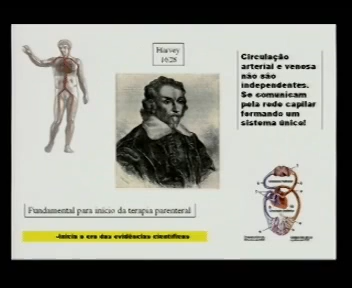 Harvey
1628
Circulação
arterial e venosa
não são
independentes.
Se comunicam
pela rede capilar
formando um
sistema único!
Fundamental para início da terapia parenteral
-Inicia a era das evidências científicas